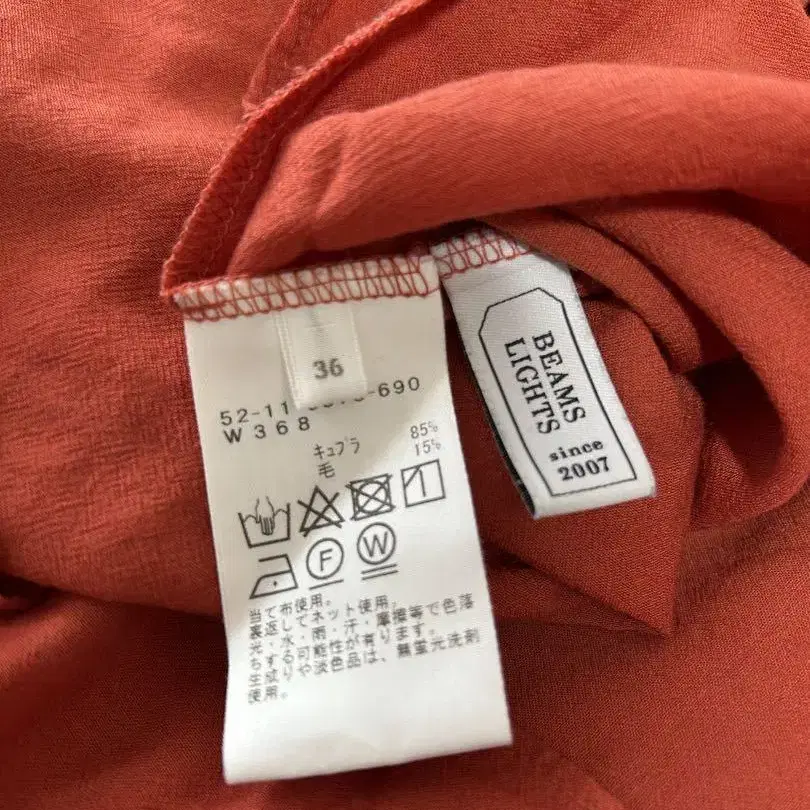 36
52-11 -690
W368
キュプラ 85%
毛 15%
F
W
当て布使用。
裏返してネット使用。
光・水・雨・汗・摩擦等で色落
ちする可能性が有ります。
生成りや淡色品は、無蛍光洗剤
使用。
BEAMS
LIGHTS
since
2007